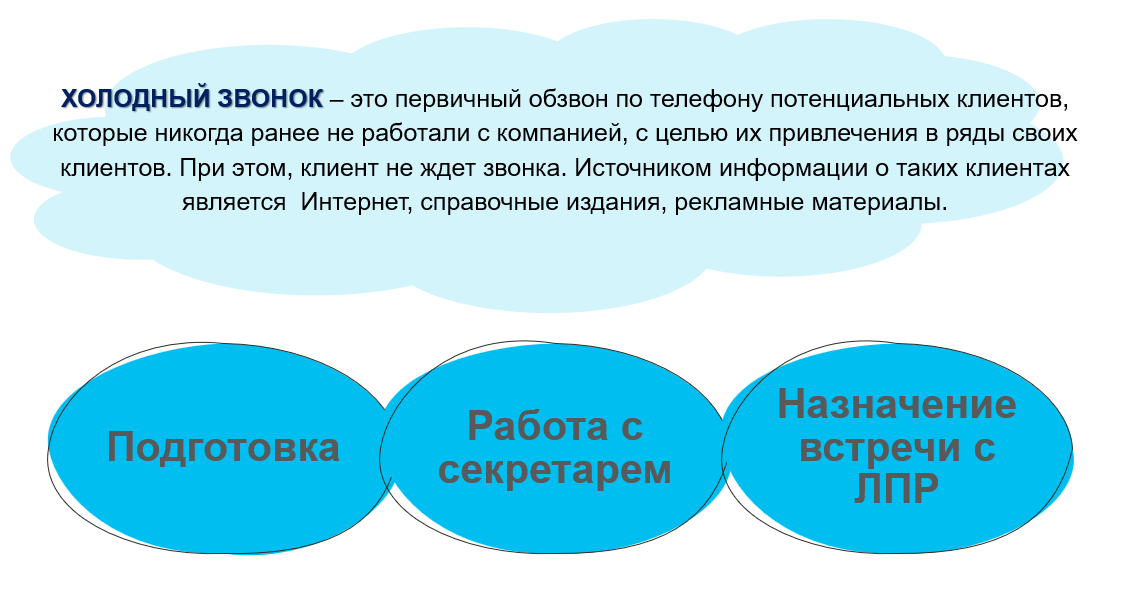 ХОЛОДНЫЙ ЗВОНОК – это первичный обзвон по телефону потенциальных клиентов,
которые никогда ранее не работали с компанией, с целью их привлечения в ряды своих
клиентов. При этом, клиент не ждет звонка. Источником информации о таких клиентах
является  Интернет, справочные издания, рекламные материалы.
Подготовка
Работа с
секретарем
Назначение
встречи с
ЛПР